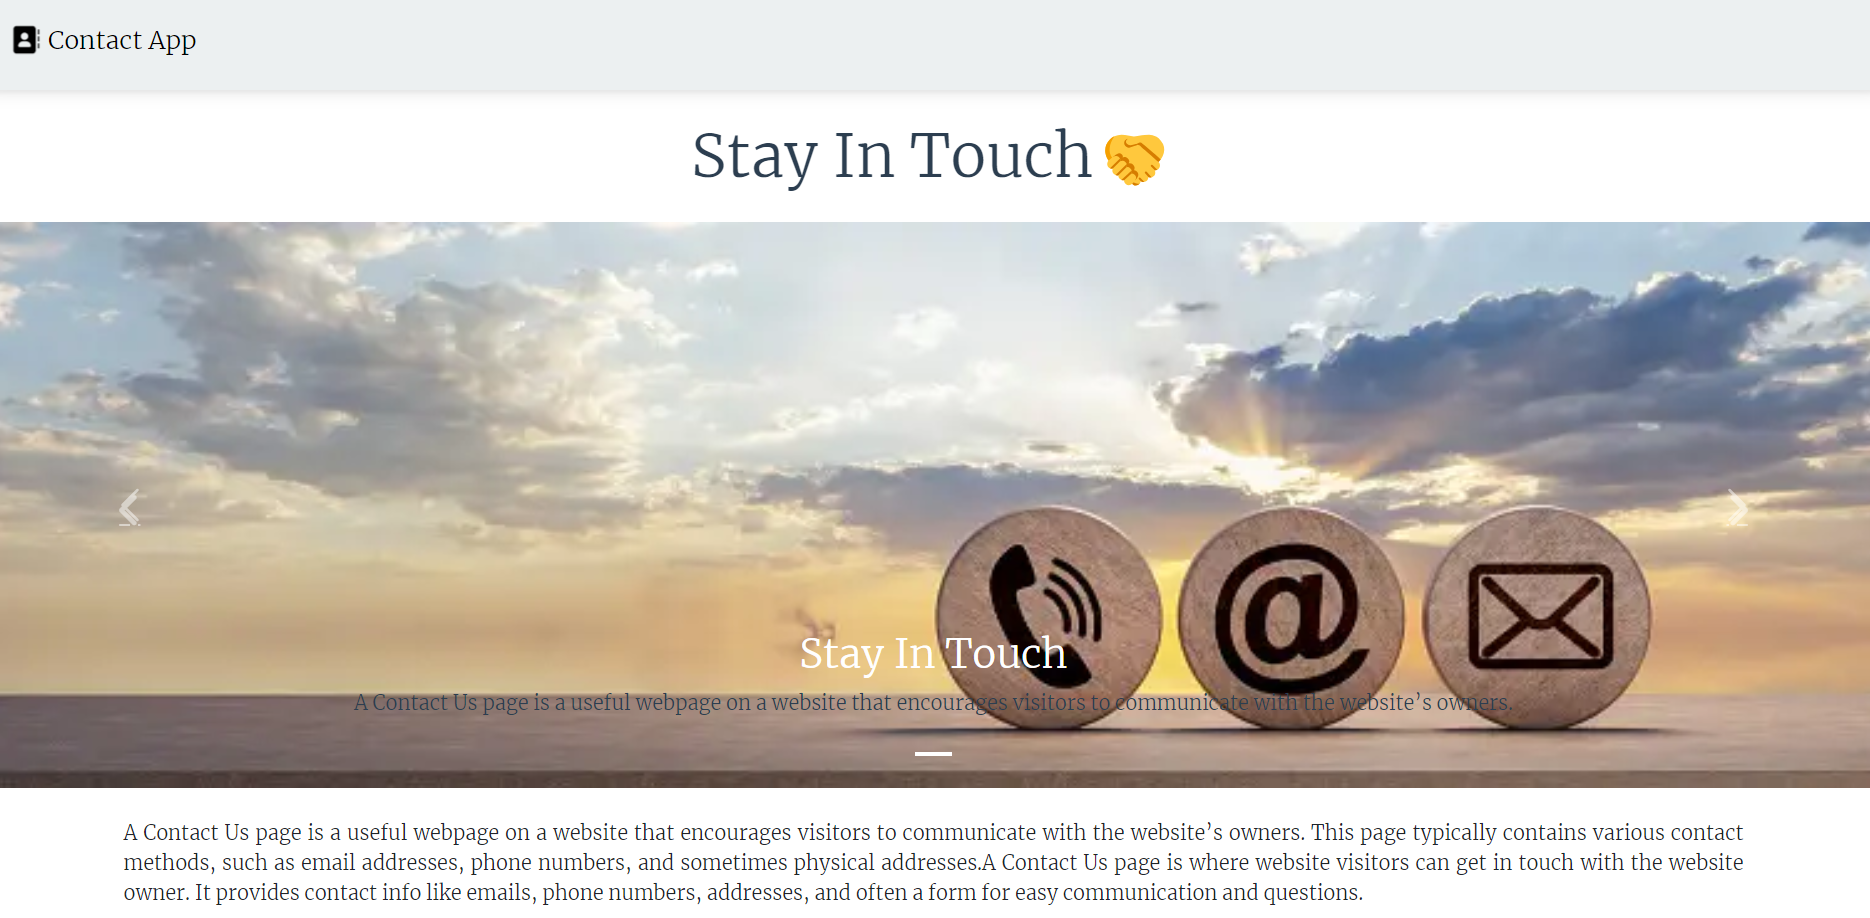 Contact App
Stay In Touch🤝
Stay In Touch
A Contact Us page is a useful webpage on a website that encourages visitors to communicate with the website’s owners.
A Contact Us page is a useful webpage on a website that encourages visitors to communicate with the website’s owners. This page typically contains various contact
methods, such as email addresses, phone numbers, and sometimes physical addresses.A Contact Us page is where website visitors can get in touch with the website
owner. It provides contact info like emails, phone numbers, addresses, and often a form for easy communication and questions.